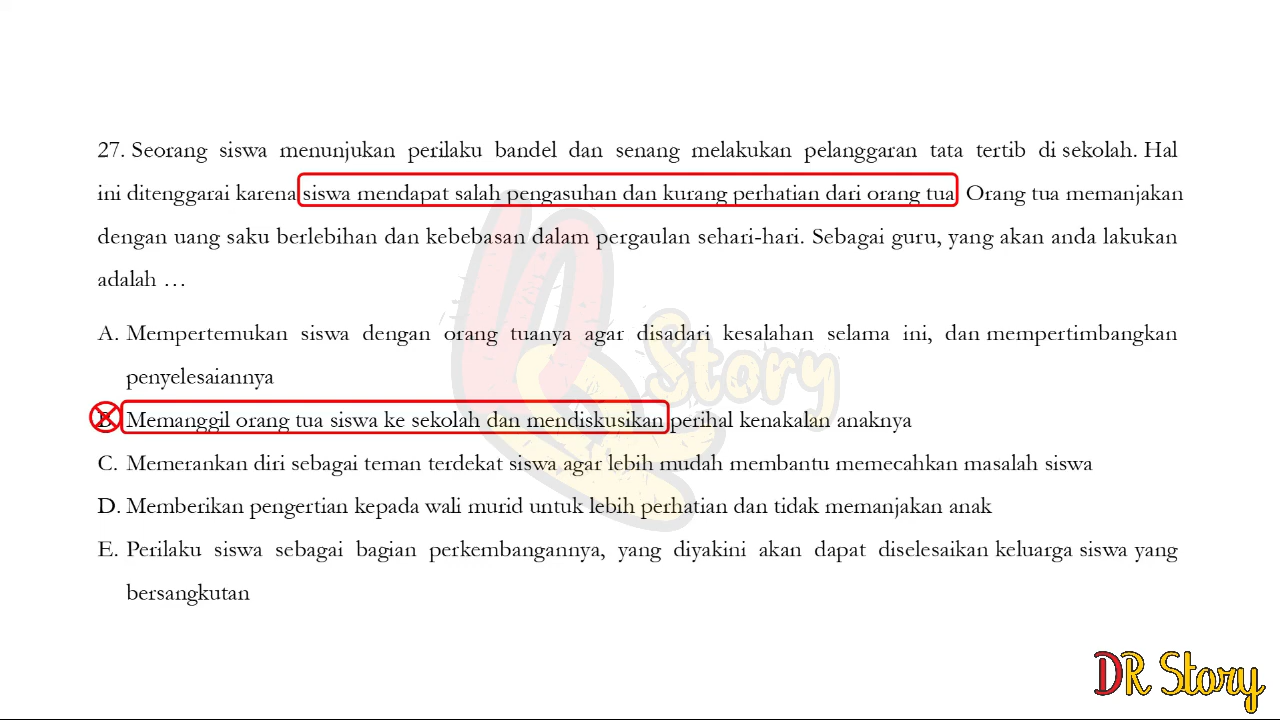 27. Seorang siswa menunjukan perilaku bandel dan senang melakukan pelanggaran tata tertib di sekolah. Hal
ini ditenggarai karena siswa mendapat salah pengasuhan dan kurang perhatian dari orang tua. Orang tua memanjakan
dengan uang saku berlebihan dan kebebasan dalam pergaulan sehari-hari. Sebagai guru, yang akan anda lakukan
adalah …
A. Mempertemukan siswa dengan orang tuanya agar disadari kesalahan selama ini, dan mempertimbangkan
penyelesaiannya
B. Memanggil orang tua siswa ke sekolah dan mendiskusikan perihal kenakalan anaknya
C. Memerankan diri sebagai teman terdekat siswa agar lebih mudah membantu memecahkan masalah siswa
D. Memberikan pengertian kepada wali murid untuk lebih perhatian dan tidak memanjakan anak
E. Perilaku siswa sebagai bagian perkembangannya, yang diyakini akan dapat diselesaikan keluarga siswa yang
bersangkutan
Story
DR Story